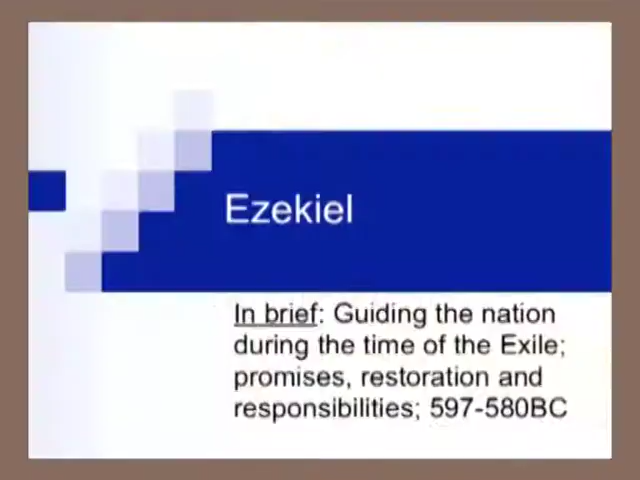 Ezekiel
In brief: Guiding the nation
during the time of the Exile;
promises, restoration and
responsibilities; 597-580BC